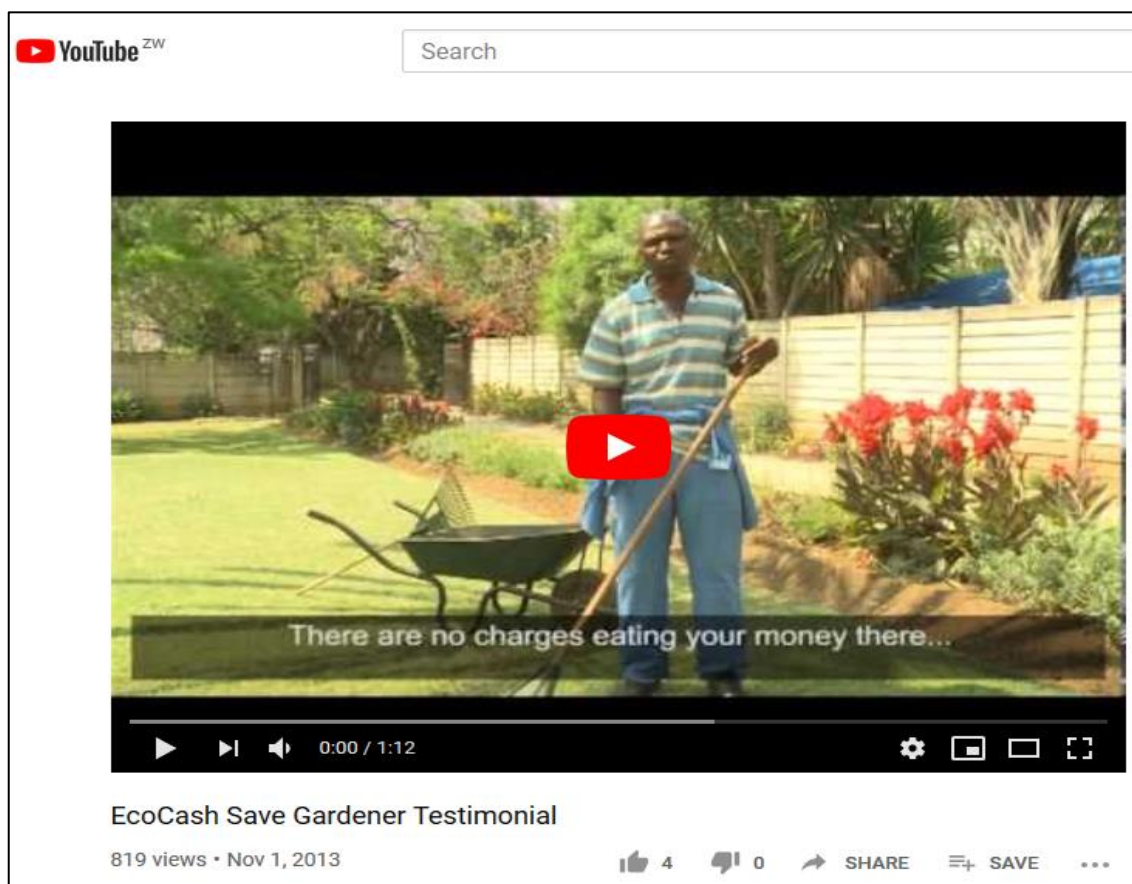 YouTube ZW
Search
There are no charges eating your money there...
0:00 / 1:12
EcoCash Save Gardener Testimonial
819 views • Nov 1, 2013
4
0
SHARE
SAVE